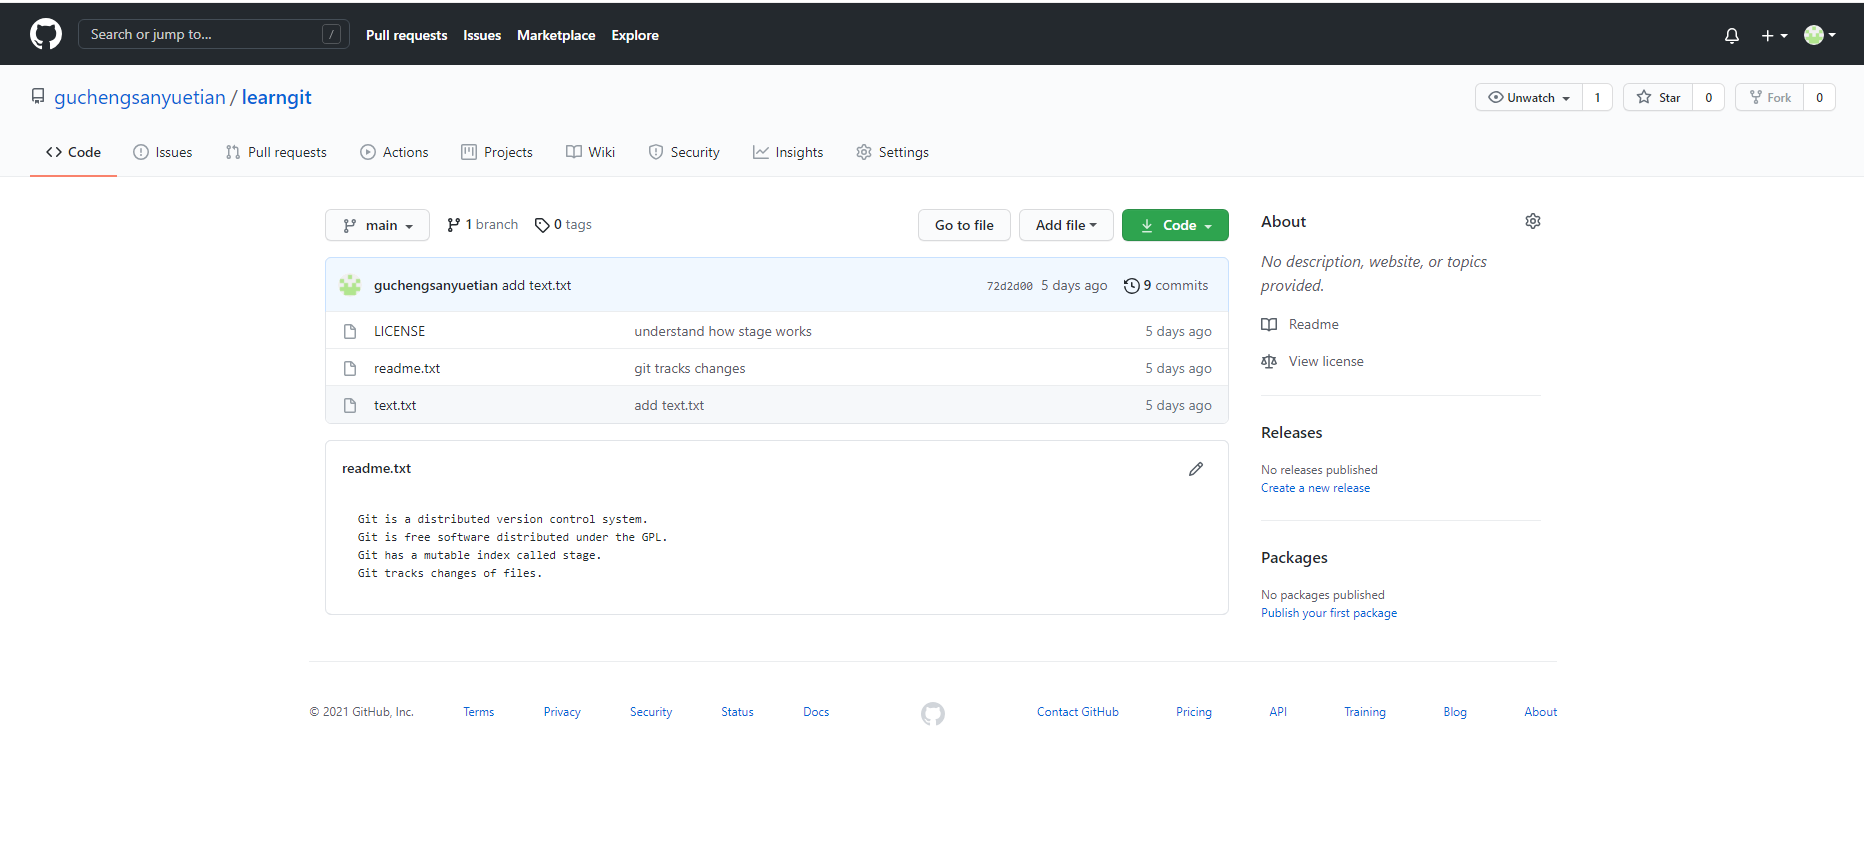 Search or jump to... /
Pull requests Issues Marketplace Explore
guchengsanyuetian / learngit
Unwatch 1 Star 0 Fork 0
Code Issues Pull requests Actions Projects Wiki Security Insights Settings
main 1 branch 0 tags Go to file Add file Code
guchengsanyuetian add text.txt 72d2d00 5 days ago 9 commits
LICENSE understand how stage works 5 days ago
readme.txt git tracks changes 5 days ago
text.txt add text.txt 5 days ago
readme.txt
Git is a distributed version control system.
Git is free software distributed under the GPL.
Git has a mutable index called stage.
Git tracks changes of files.
About
No description, website, or topics
provided.
Readme
View license
Releases
No releases published
Create a new release
Packages
No packages published
Publish your first package
© 2021 GitHub, Inc. Terms Privacy Security Status Docs Contact GitHub Pricing API Training Blog About